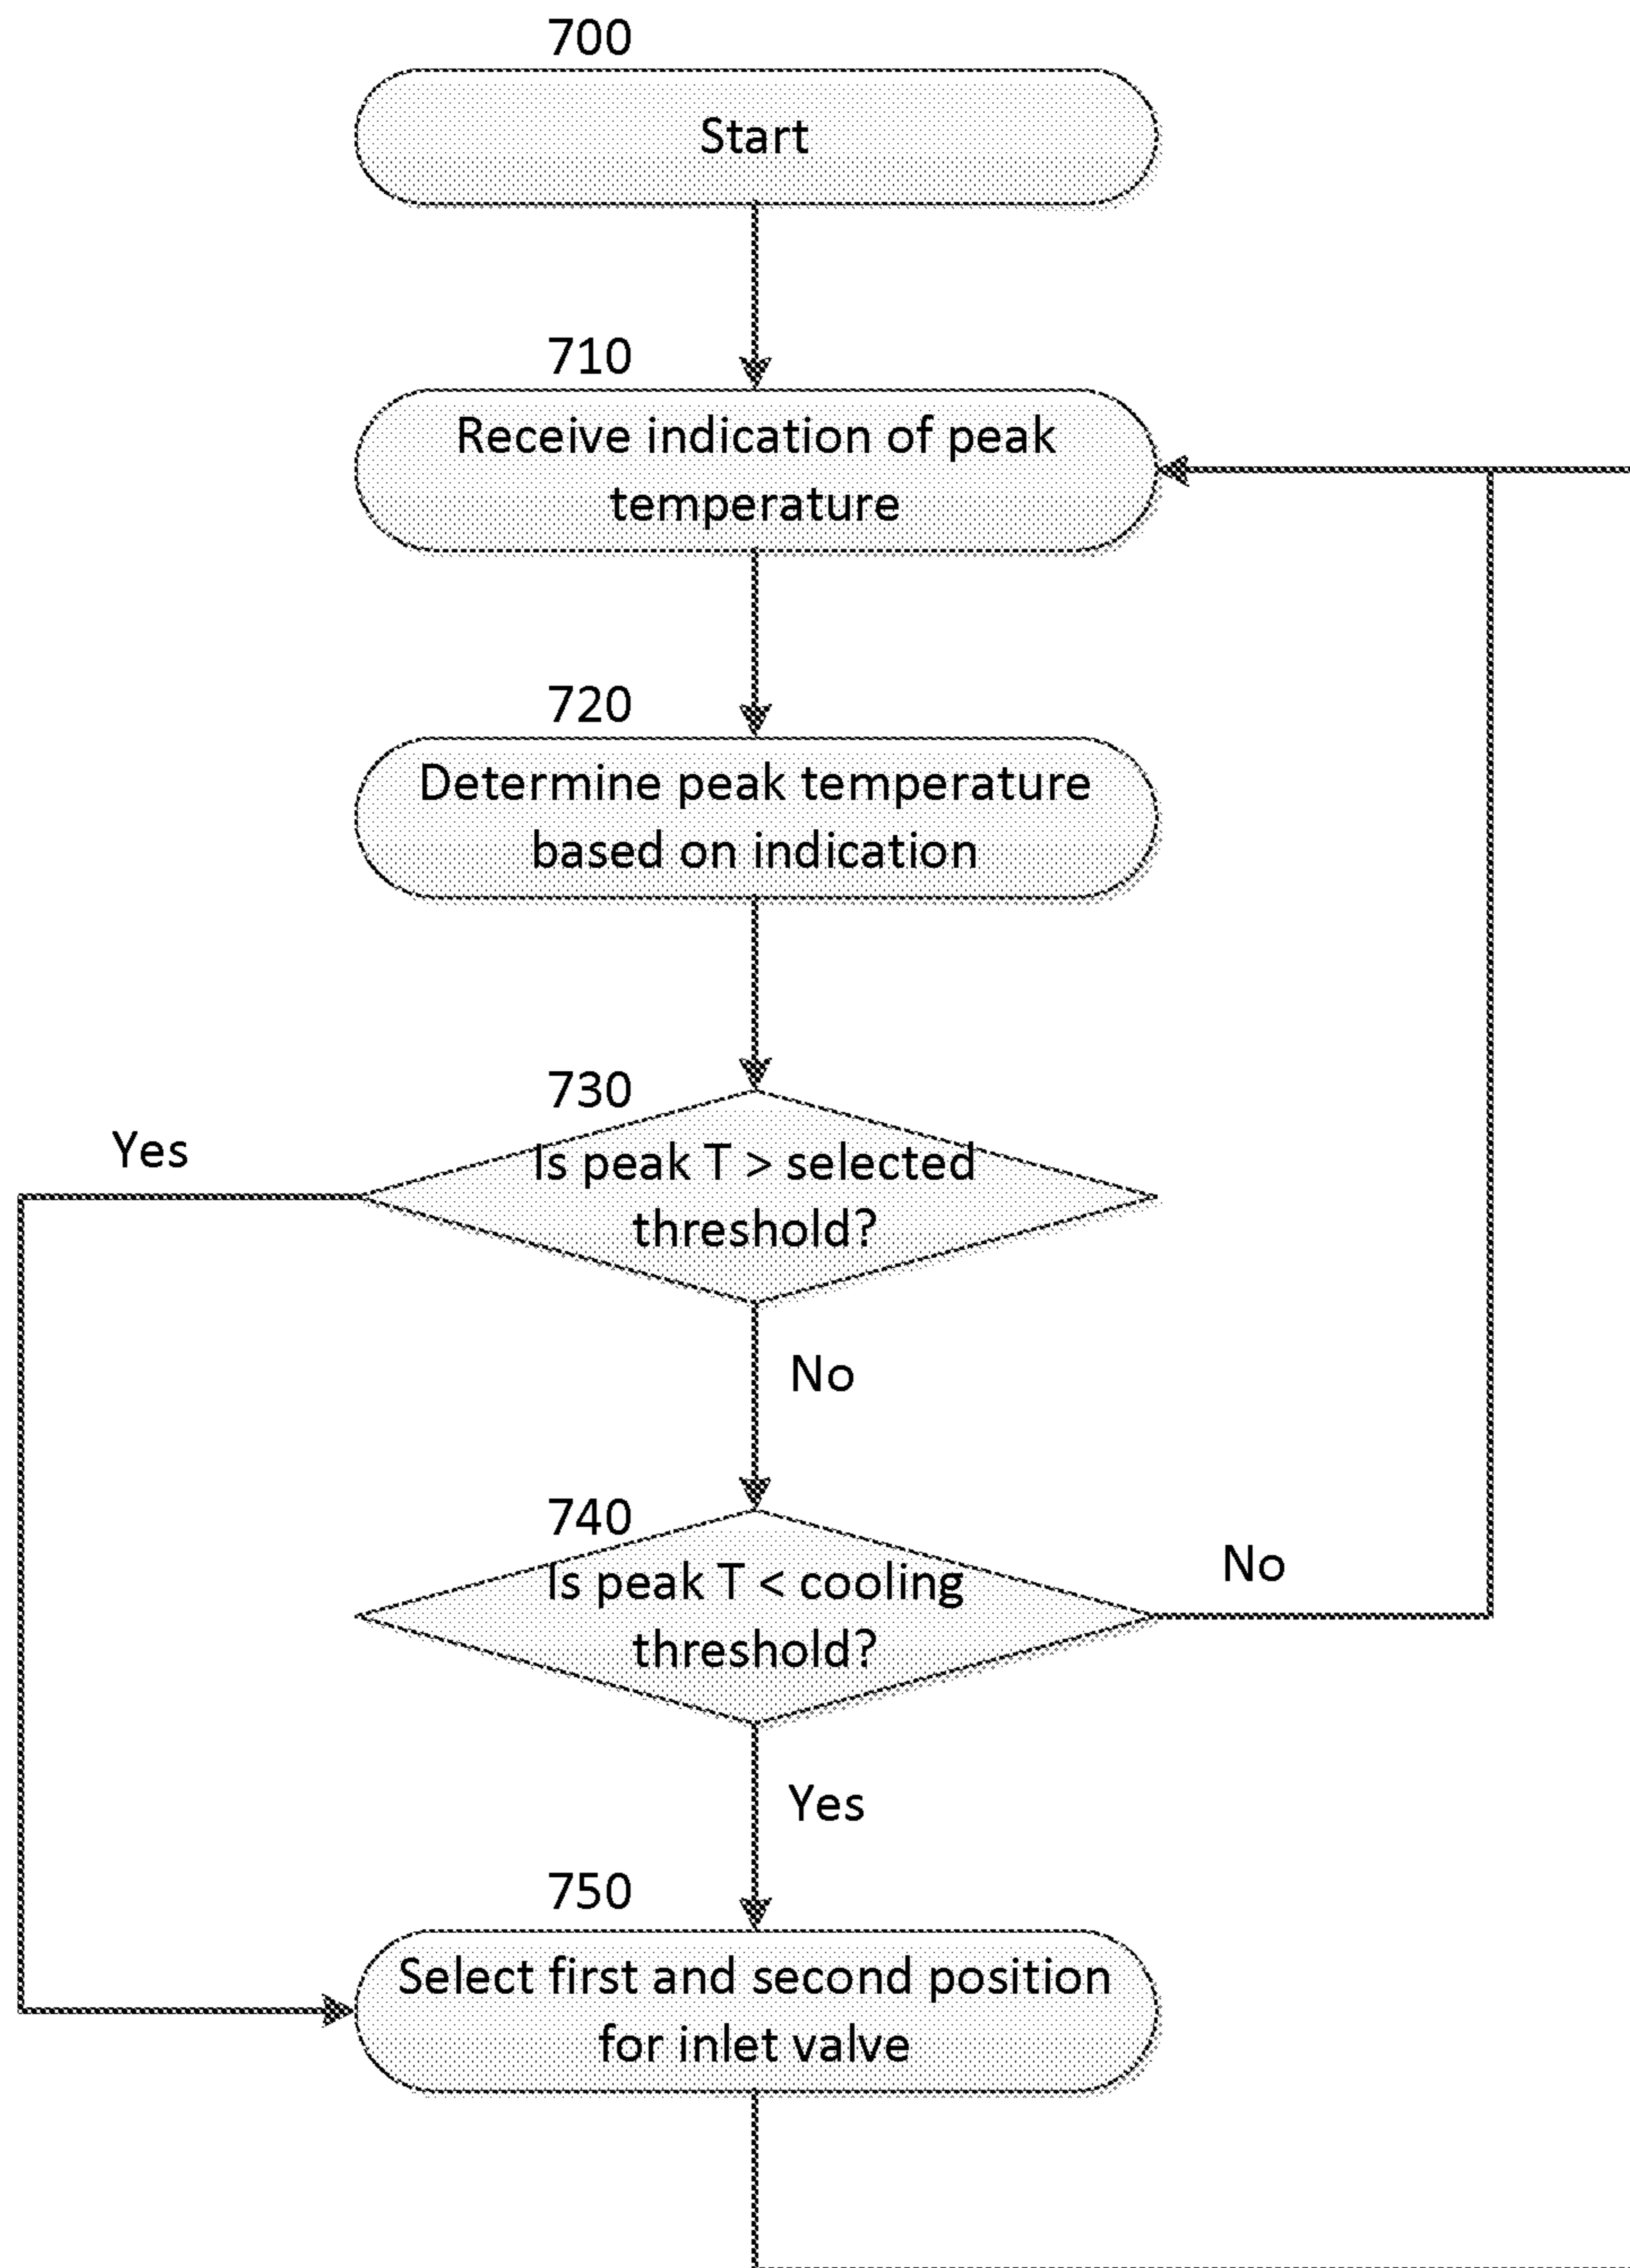 700
Start
710
Receive indication of peak
temperature
720
Determine peak temperature
based on indication
730
Yes
Is peak T > selected
threshold?
No
740
Is peak T < cooling
threshold?
No
Yes
750
Select first and second position
for inlet valve